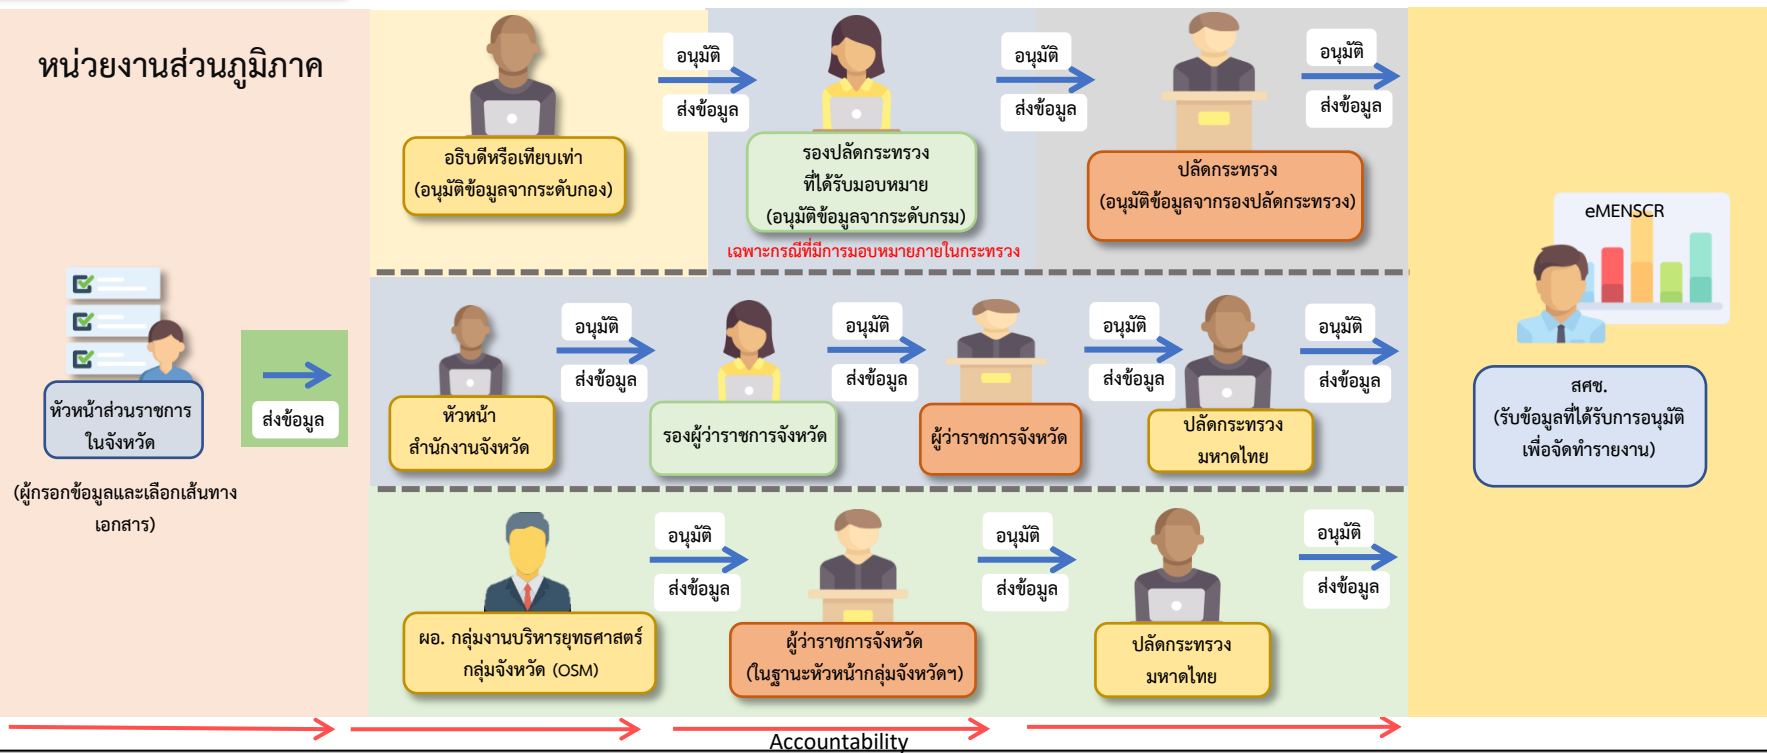 หน่วยงานส่วนภูมิภาค
หัวหน้าส่วนราชการ
ในจังหวัด
(ผู้กรอกข้อมูลและเลือกเส้นทาง
เอกสาร)
ส่งข้อมูล
อธิบดีหรือเทียบเท่า
(อนุมัติข้อมูลจากระดับกอง)
อนุมัติ
ส่งข้อมูล
รองปลัดกระทรวง
ที่ได้รับมอบหมาย
(อนุมัติข้อมูลจากระดับกรม)
เฉพาะกรณีที่มีการมอบหมายภายในกระทรวง
อนุมัติ
ส่งข้อมูล
ปลัดกระทรวง
(อนุมัติข้อมูลจากรองปลัดกระทรวง)
อนุมัติ
ส่งข้อมูล
หัวหน้า
สำนักงานจังหวัด
อนุมัติ
ส่งข้อมูล
รองผู้ว่าราชการจังหวัด
อนุมัติ
ส่งข้อมูล
ผู้ว่าราชการจังหวัด
อนุมัติ
ส่งข้อมูล
ปลัดกระทรวง
มหาดไทย
อนุมัติ
ส่งข้อมูล
ผอ. กลุ่มงานบริหารยุทธศาสตร์
กลุ่มจังหวัด (OSM)
อนุมัติ
ส่งข้อมูล
ผู้ว่าราชการจังหวัด
(ในฐานะหัวหน้ากลุ่มจังหวัดฯ)
อนุมัติ
ส่งข้อมูล
ปลัดกระทรวง
มหาดไทย
อนุมัติ
ส่งข้อมูล
eMENSCR
สศช.
(รับข้อมูลที่ได้รับการอนุมัติ
เพื่อจัดทำรายงาน)
Accountability